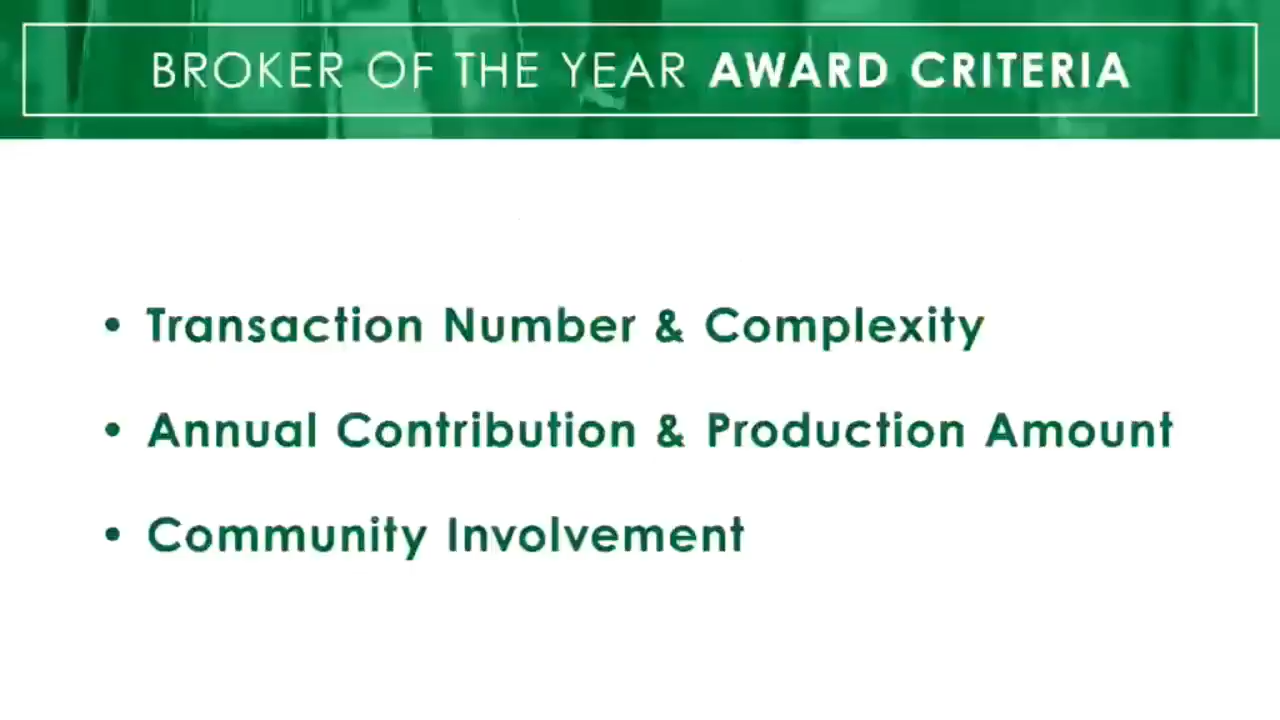 BROKER OF THE YEAR AWARD CRITERIA
• Transaction Number & Complexity
• Annual Contribution & Production Amount
• Community Involvement